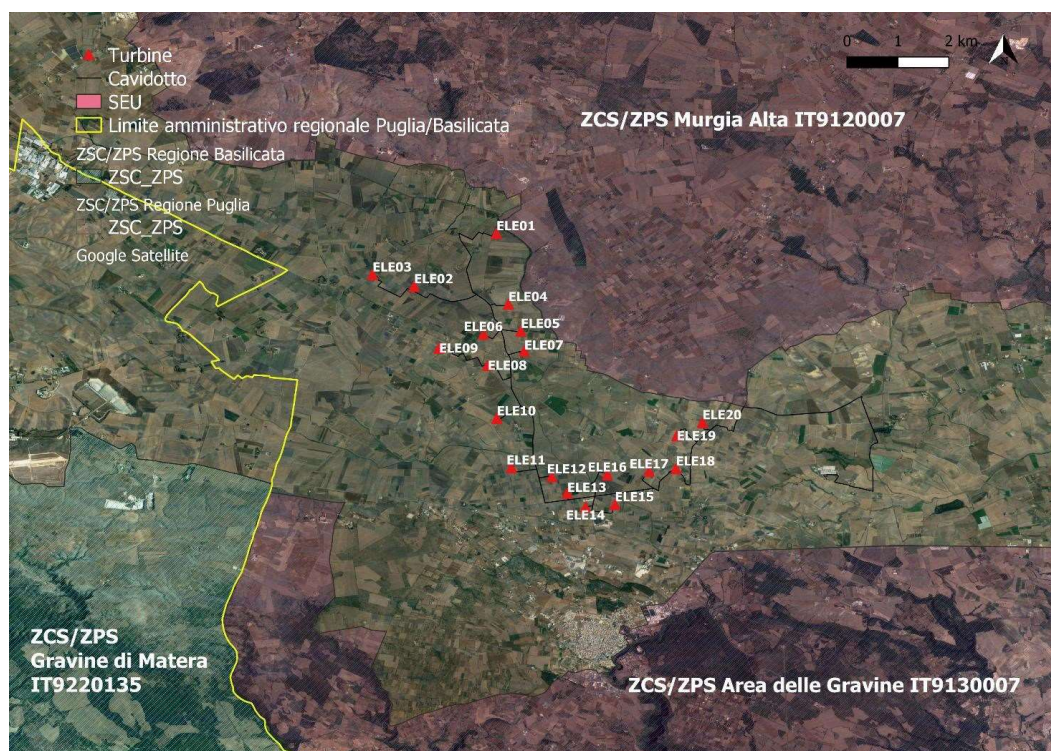 Turbine
Cavidotto
SEU
Limite amministrativo regionale Puglia/Basilicata
ZSC/ZPS Regione Basilicata
ZSC_ZPS
ZSC/ZPS Regione Puglia
ZSC_ZPS
Google Satellite
0 1 2 km
ZCS/ZPS Murgia Alta IT9120007
ELE01
ELE03
ELE02
ELE04
ELE05
ELE06
ELE07
ELE09
ELE08
ELE10
ELE20
ELE19
ELE11
ELE12
ELE16
ELE17
ELE18
ELE13
ELE15
ELE14
ZCS/ZPS
Gravine di Matera
IT9220135
ZCS/ZPS Area delle Gravine IT9130007